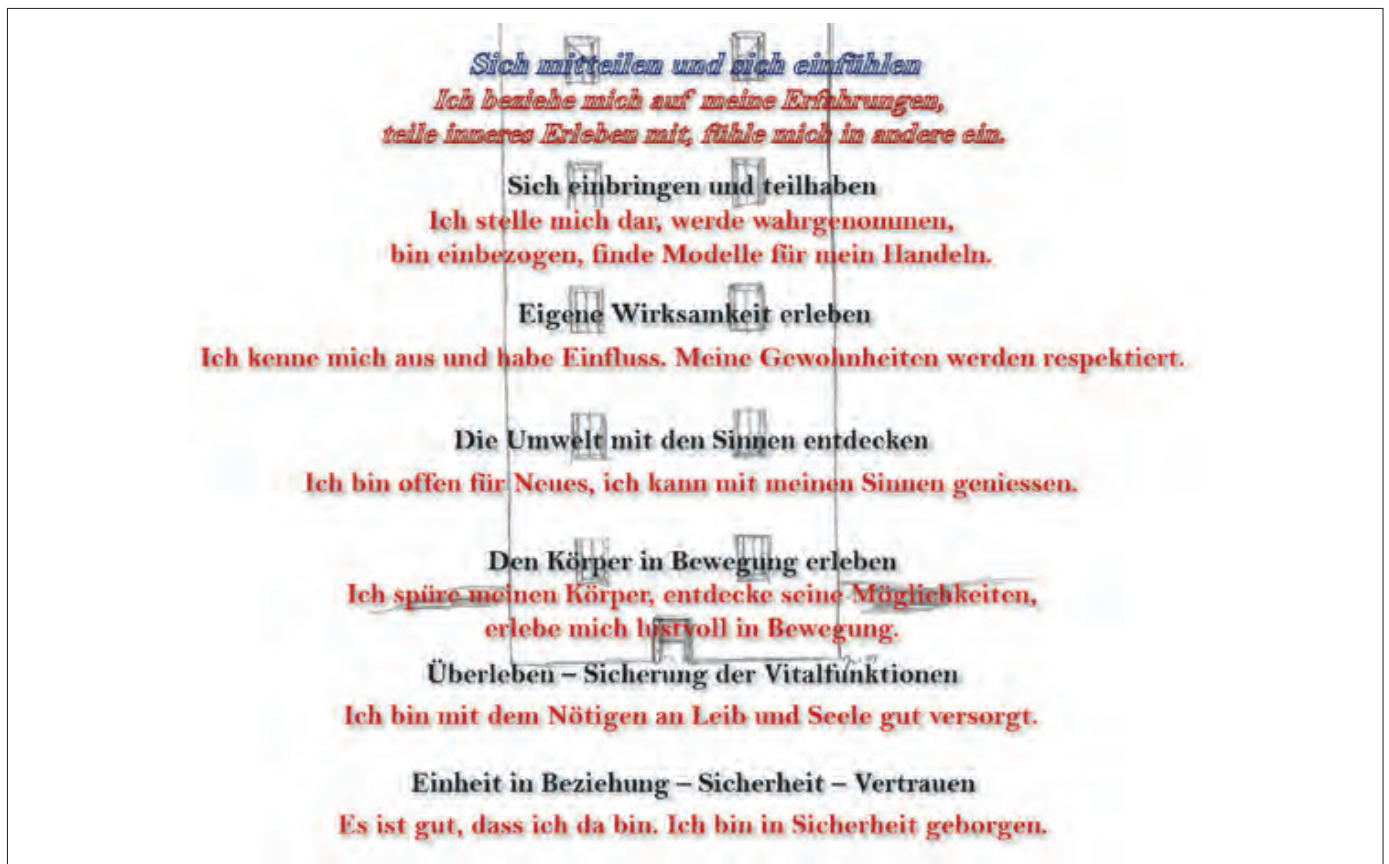 Sich mitteilen und sich einfühlen
Ich beziehe mich auf meine Erfahrungen,
teile inneres Erleben mit, fühle mich in andere ein.
Sich einbringen und teilhaben
Ich stelle mich dar, werde wahrgenommen,
bin einbezogen, finde Modelle für mein Handeln.
Eigene Wirksamkeit erleben
Ich kenne mich aus und habe Einfluss. Meine Gewohnheiten werden respektiert.
Die Umwelt mit den Sinnen entdecken
Ich bin offen für Neues, ich kann mit meinen Sinnen geniessen.
Den Körper in Bewegung erleben
Ich spüre meinen Körper, entdecke seine Möglichkeiten,
erlebe mich lustvoll in Bewegung.
Überleben – Sicherung der Vitalfunktionen
Ich bin mit dem Nötigen an Leib und Seele gut versorgt.
Einheit in Beziehung – Sicherheit – Vertrauen
Es ist gut, dass ich da bin. Ich bin in Sicherheit geborgen.